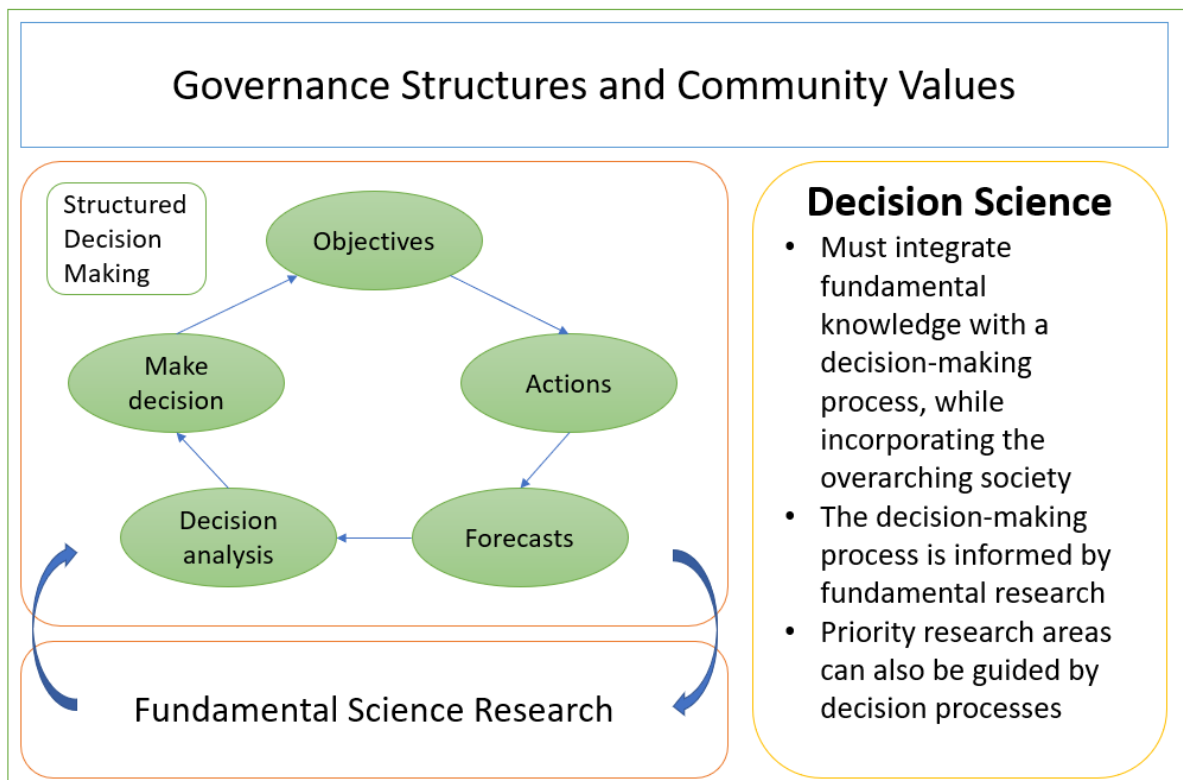 Governance Structures and Community Values
Structured
Decision
Making
Objectives
Actions
Forecasts
Decision
analysis
Make
decision
Fundamental Science Research
Decision Science
• Must integrate
fundamental
knowledge with a
decision-making
process, while
incorporating the
overarching society
• The decision-making
process is informed by
fundamental research
• Priority research areas
can also be guided by
decision processes